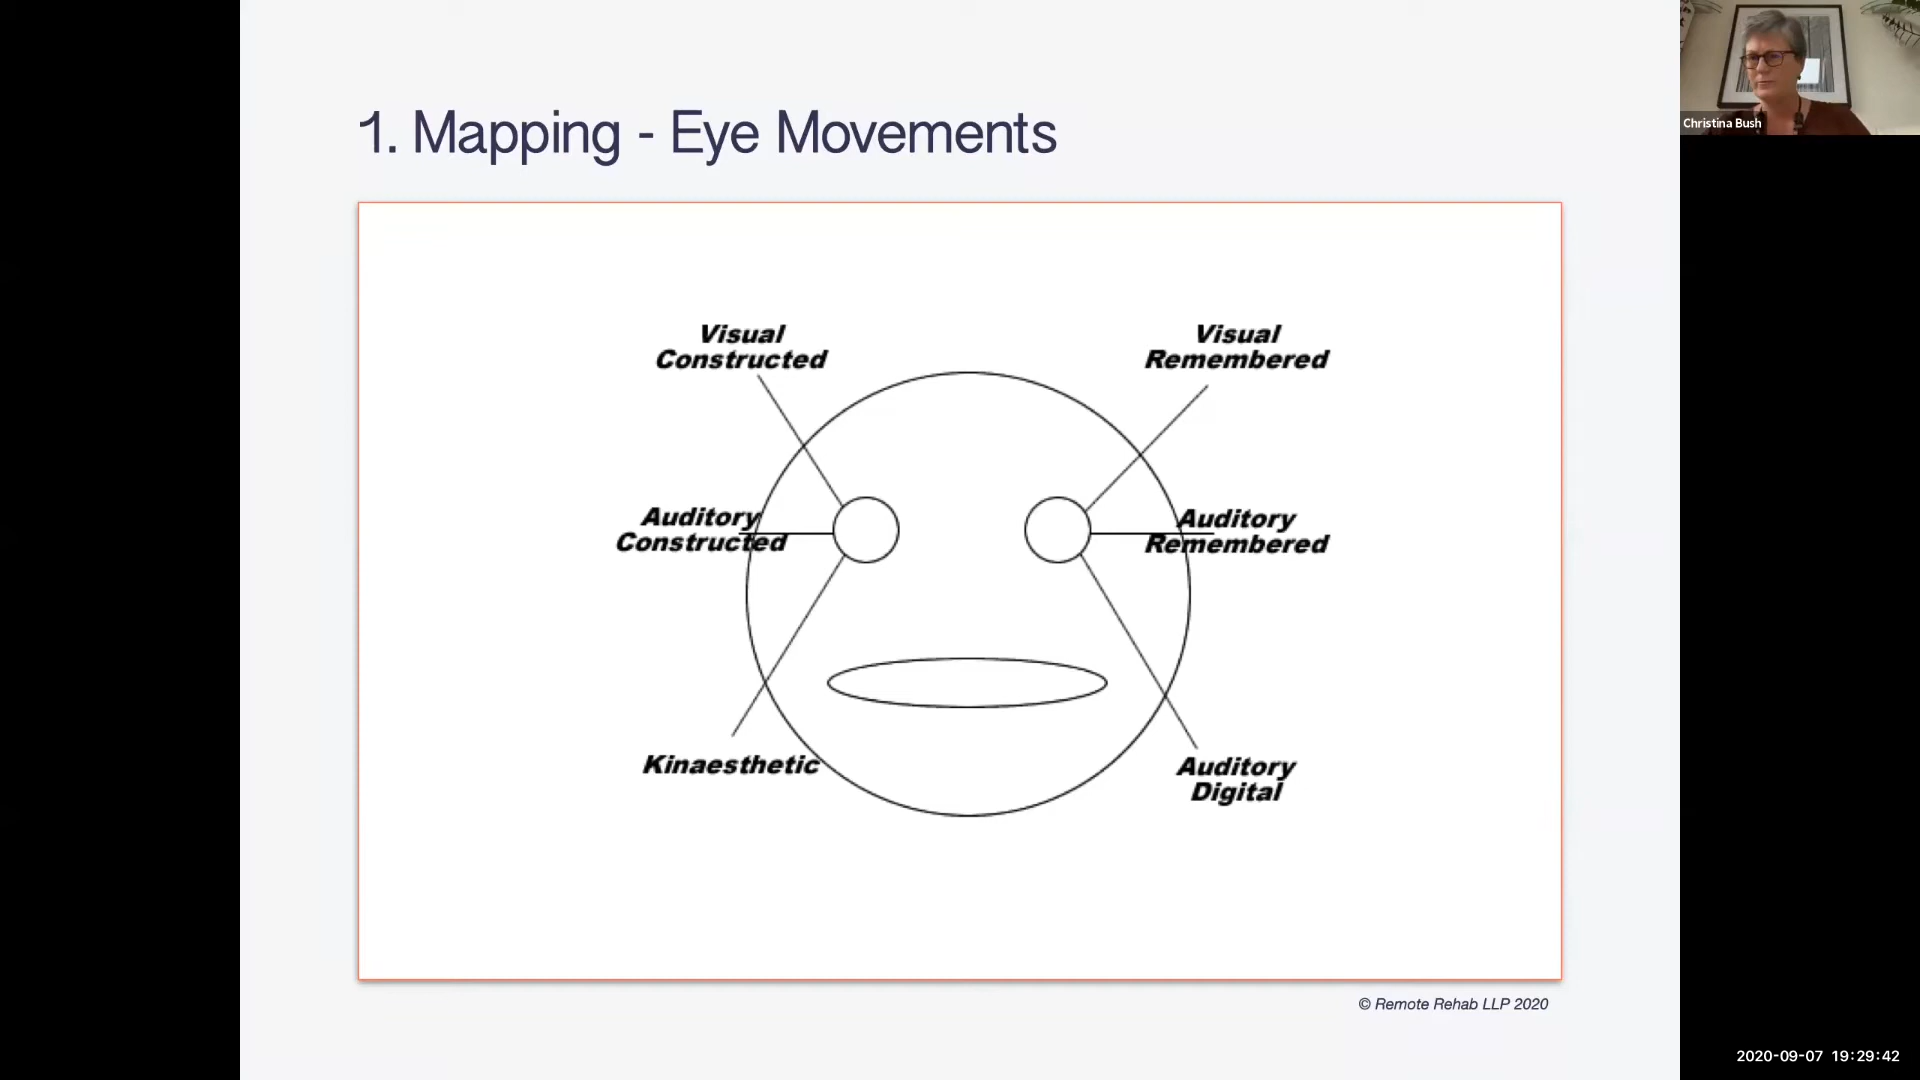 1. Mapping - Eye Movements
Christina Bush
Visual
Constructed
Visual
Remembered
Auditory
Constructed
Auditory
Remembered
Kinaesthetic
Auditory
Digital
© Remote Rehab LLP 2020
2020-09-07 19:29:42